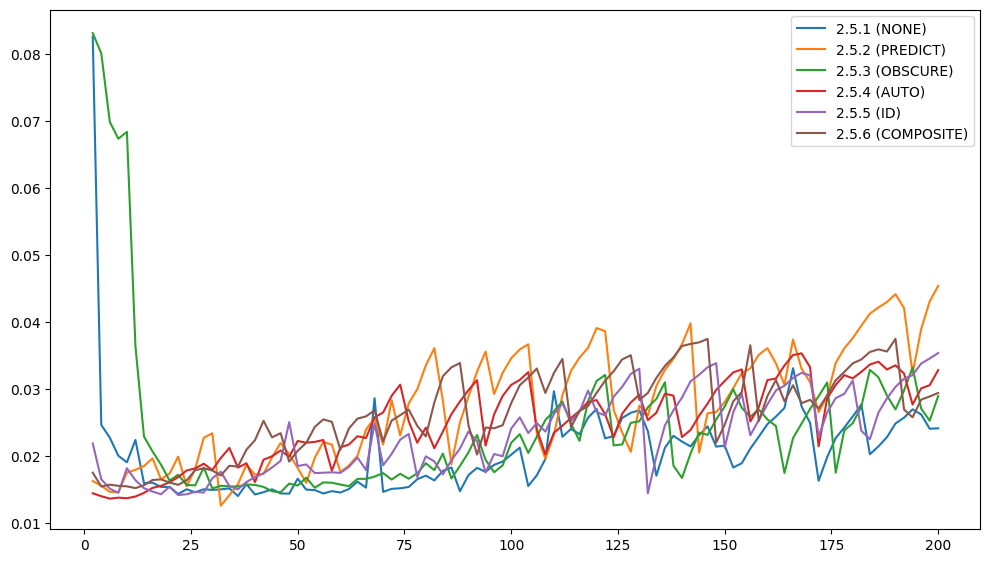 2.5.1 (NONE)
2.5.2 (PREDICT)
2.5.3 (OBSCURE)
2.5.4 (AUTO)
2.5.5 (ID)
2.5.6 (COMPOSITE)
0.08
0.07
0.06
0.05
0.04
0.03
0.02
0.01
0 25 50 75 100 125 150 175 200